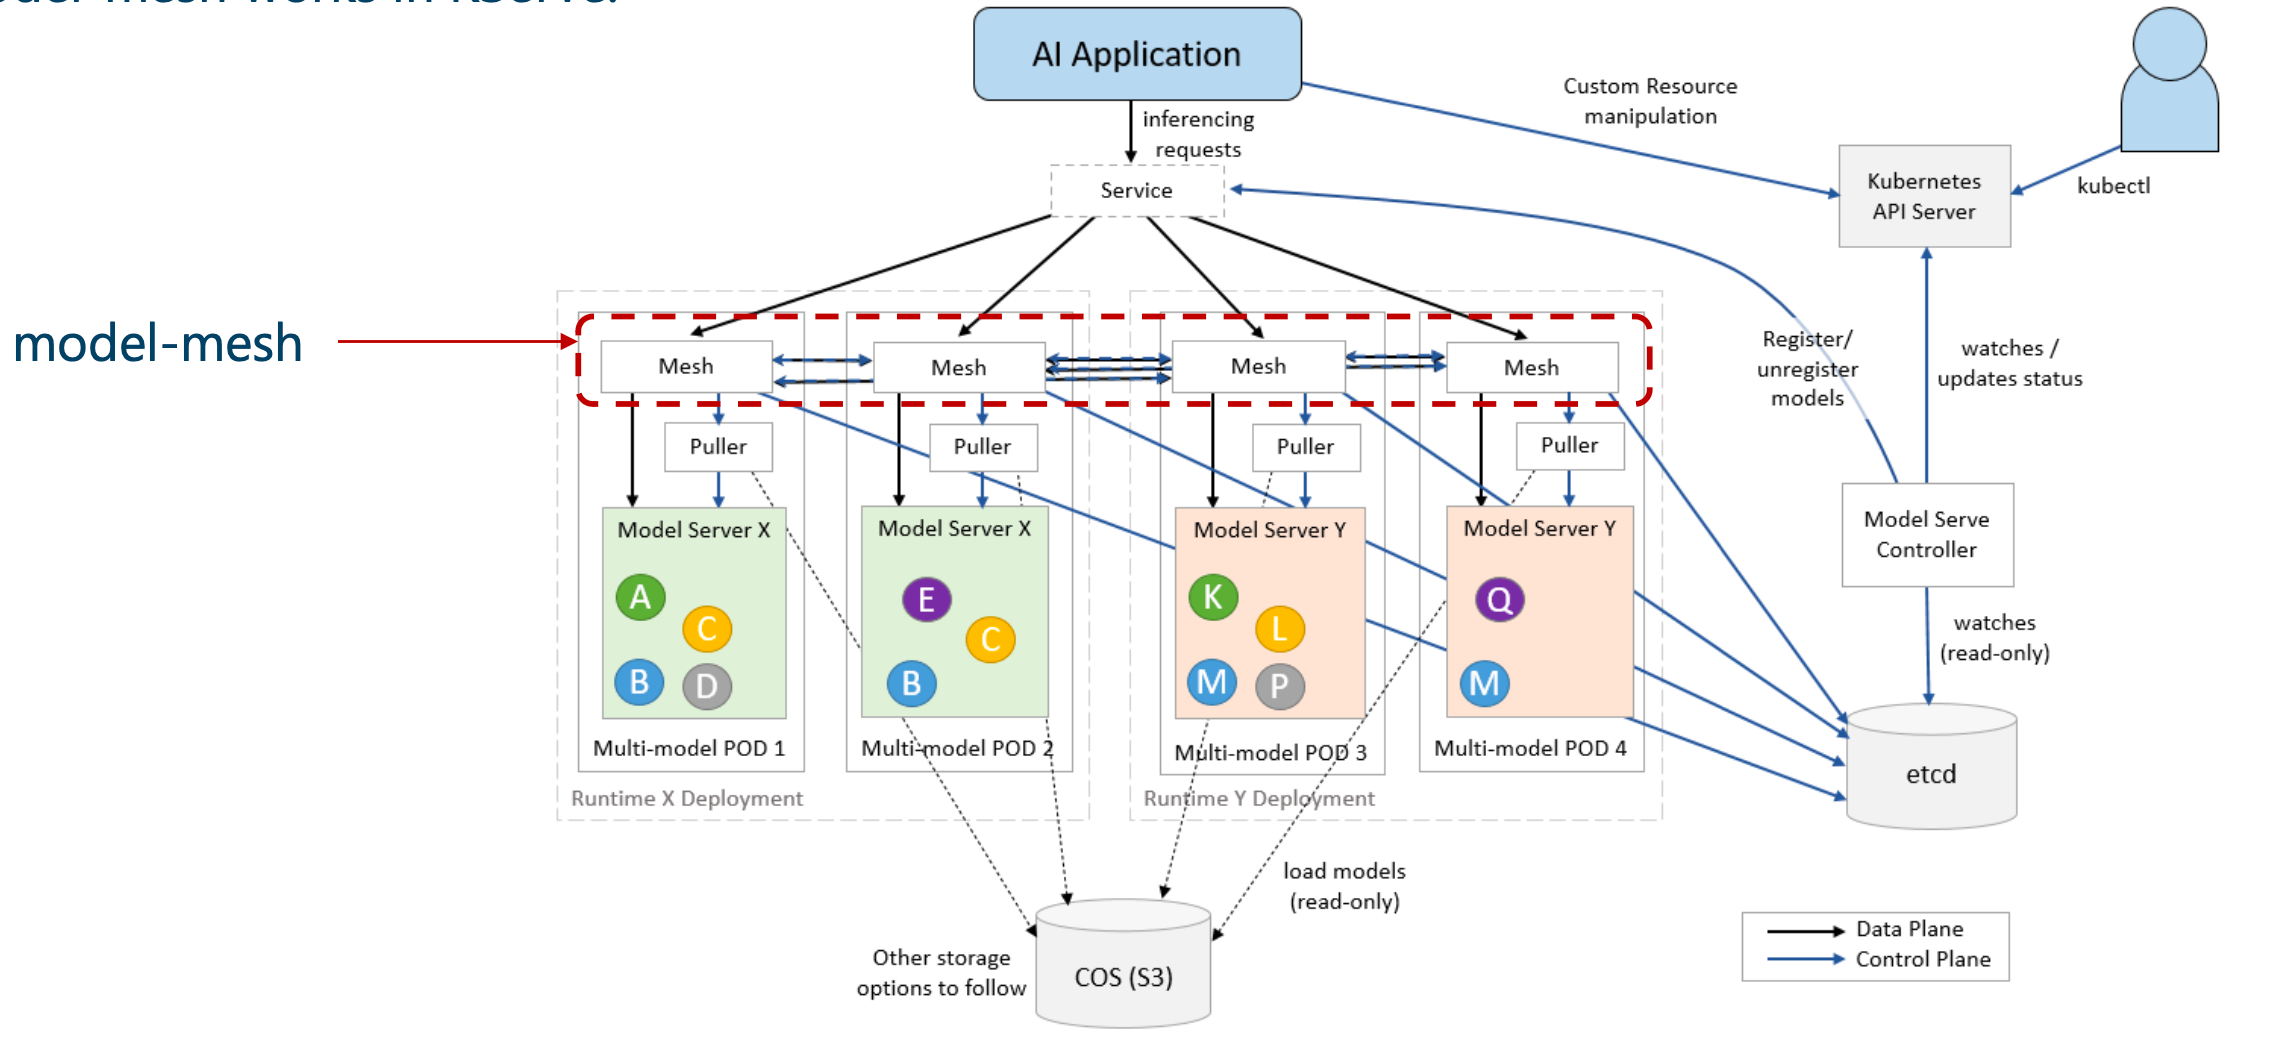 AI Application
Custom Resource
manipulation
inferencing
requests
Service
Kubernetes
API Server
kubectl
model-mesh
Mesh
Mesh
Mesh
Mesh
Register/
unregister
models
watches /
updates status
Puller
Puller
Puller
Puller
Model Server X
Model Server X
Model Server Y
Model Server Y
Model Serve
Controller
A
C
B
D
E
C
B
K
L
M
P
Q
M
watches
(read-only)
Multi-model POD 1
Multi-model POD 2
Multi-model POD 3
Multi-model POD 4
Runtime X Deployment
Runtime Y Deployment
etcd
load models
(read-only)
Other storage
options to follow
COS (S3)
Data Plane
Control Plane